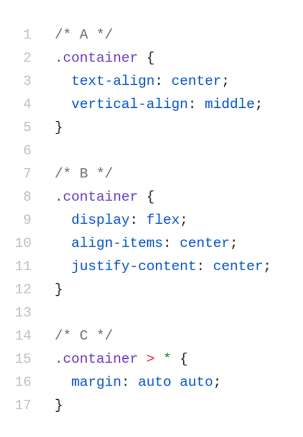 1 /* A */
2 .container {
3   text-align: center;
4   vertical-align: middle;
5 }
6
7 /* B */
8 .container {
9   display: flex;
10   align-items: center;
11   justify-content: center;
12 }
13
14 /* C */
15 .container > * {
16   margin: auto auto;
17 }